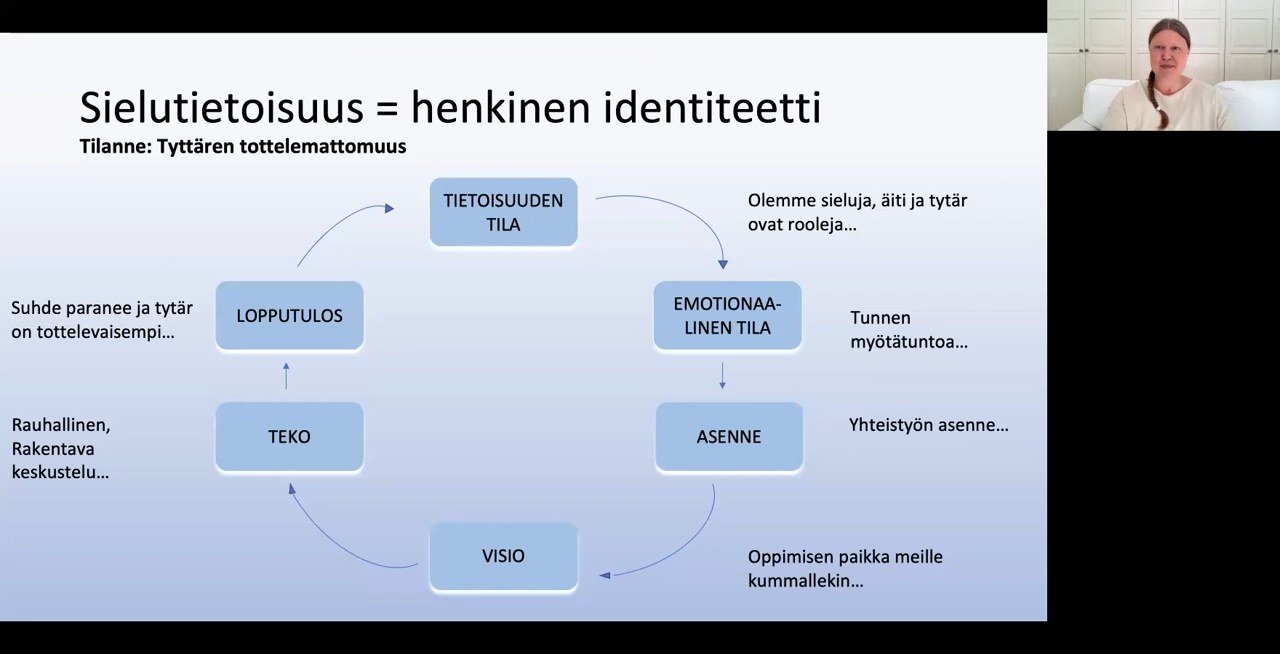 Sielutietoisuus = henkinen identiteetti
Tilanne: Tyttären tottelemattomuus
TIETOISUUDEN
TILA
Olemme sieluja, äiti ja tytär
ovat rooleja...
EMOTIONAA-
LINEN TILA
Tunnen
myötätuntoa...
ASENNE
Yhteistyön asenne...
VISIO
Oppimisen paikka meille
kummallekin...
TEKO
Rauhallinen,
Rakentava
keskustelu...
LOPPUTULOS
Suhde paranee ja tytär
on tottelevaisempi...